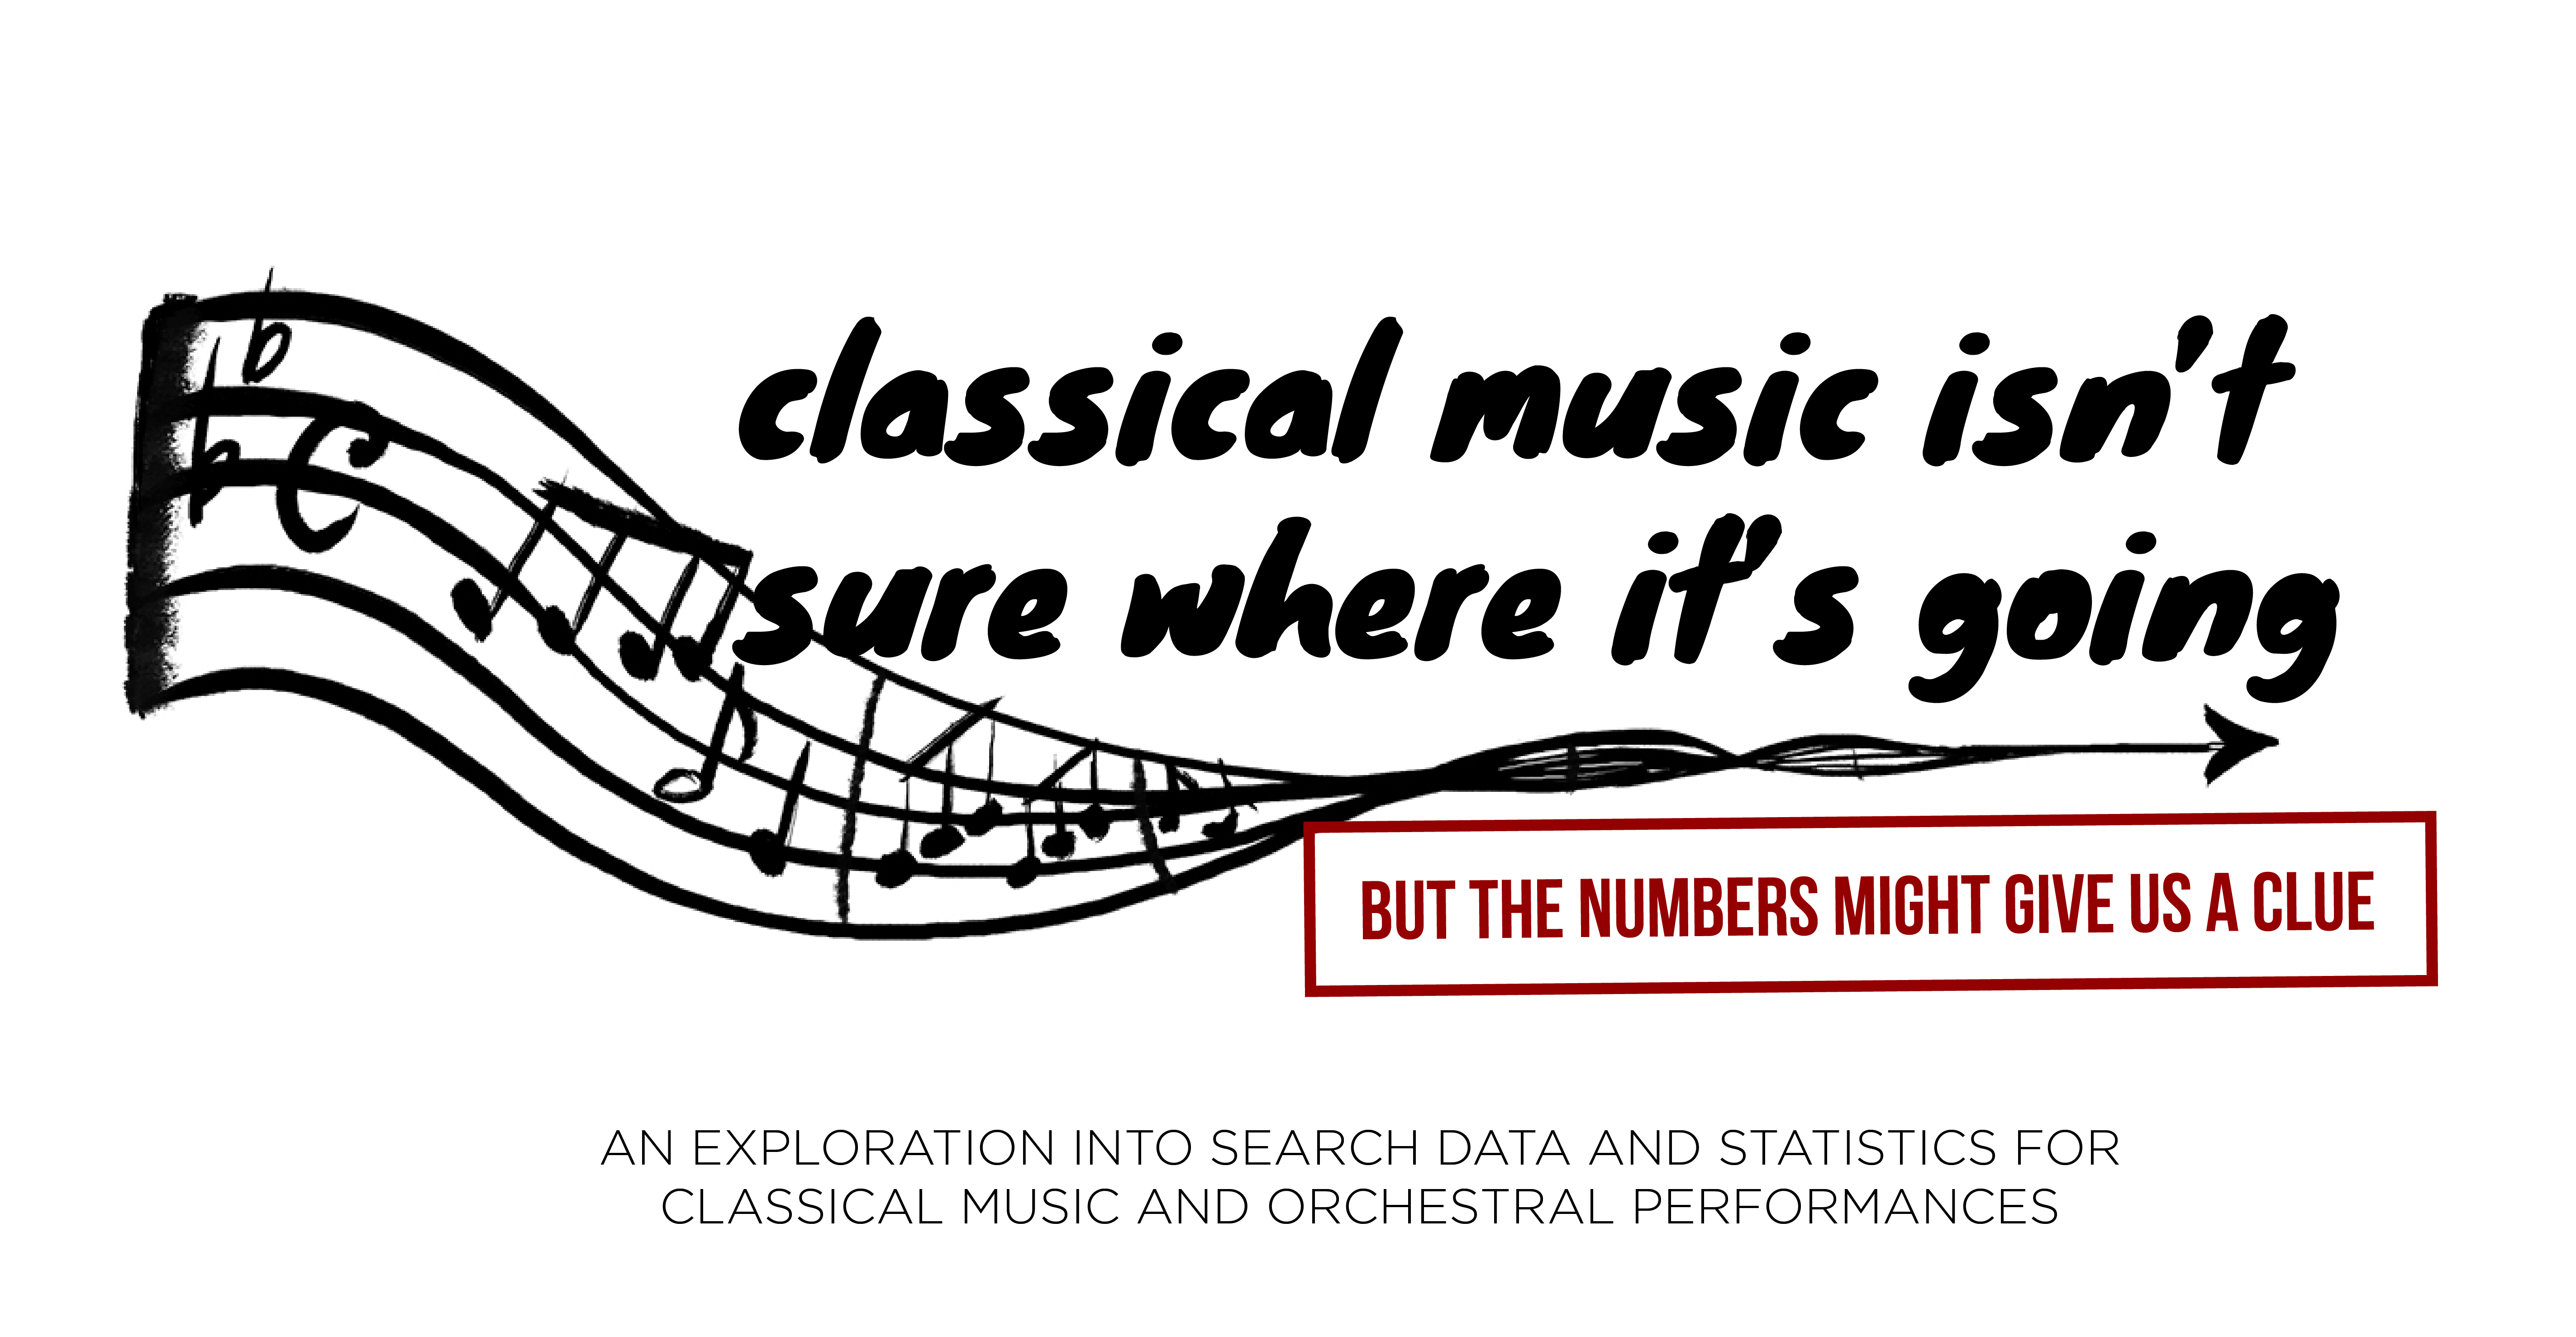 classical music isn't
sure where it's going
BUT THE NUMBERS MIGHT GIVE US A CLUE
AN EXPLORATION INTO SEARCH DATA AND STATISTICS FOR
CLASSICAL MUSIC AND ORCHESTRAL PERFORMANCES